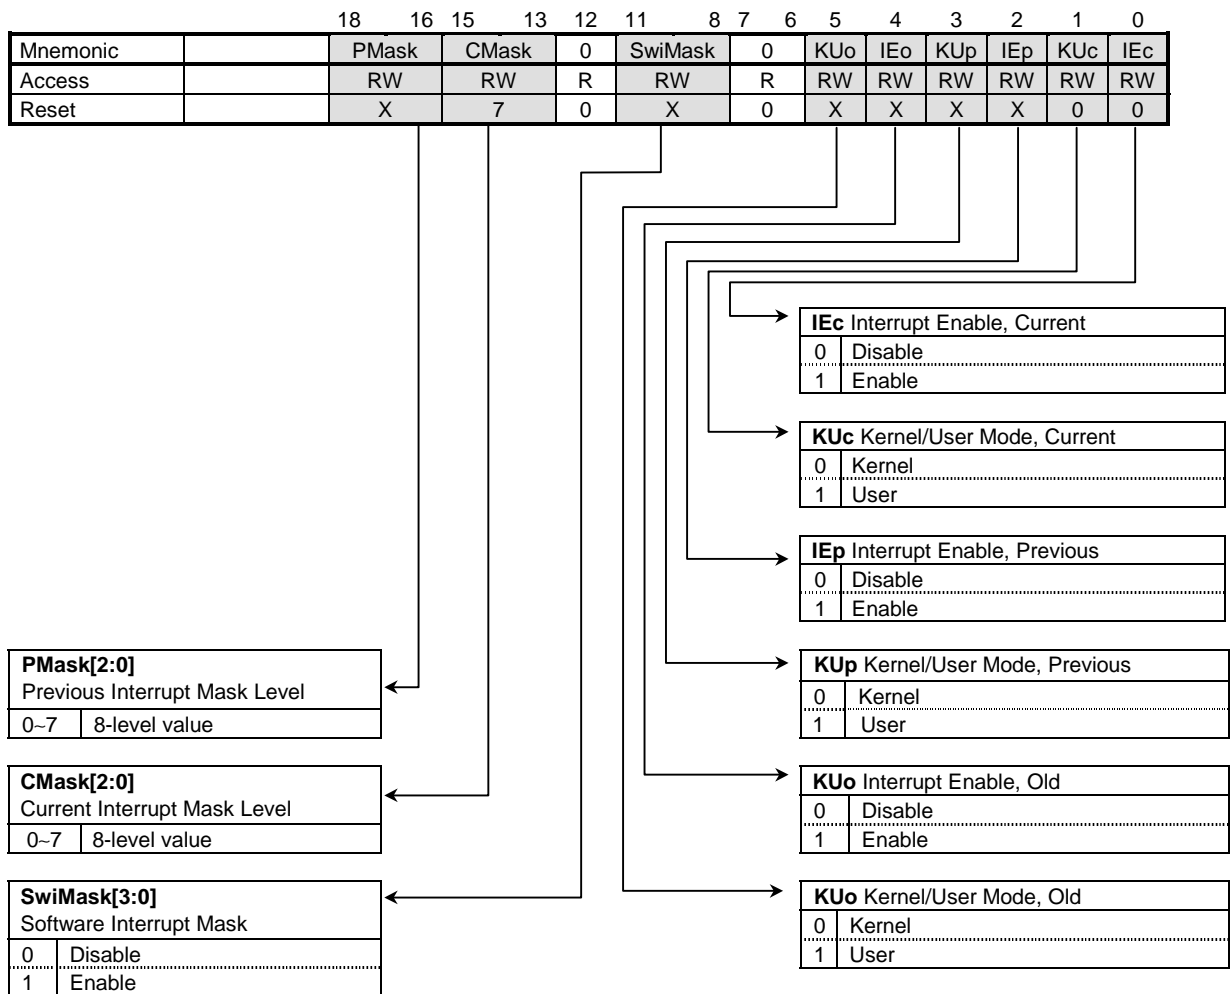 18 16 15 13 12 11 8 7 6 5 4 3 2 1 0
Mnemonic PMask CMask 0 SwiMask 0 KUo IEo KUp IEp KUc IEc
Access RW RW R RW R RW RW RW RW RW RW
Reset X 7 0 X 0 X X X X 0 0
IEc Interrupt Enable, Current
0 Disable
1 Enable
KUc Kernel/User Mode, Current
0 Kernel
1 User
IEp Interrupt Enable, Previous
0 Disable
1 Enable
PMask[2:0]
Previous Interrupt Mask Level
0~7 8-level value
KUp Kernel/User Mode, Previous
0 Kernel
1 User
CMask[2:0]
Current Interrupt Mask Level
0~7 8-level value
KUo Interrupt Enable, Old
0 Disable
1 Enable
SwiMask[3:0]
Software Interrupt Mask
0 Disable
1 Enable
KUo Kernel/User Mode, Old
0 Kernel
1 User